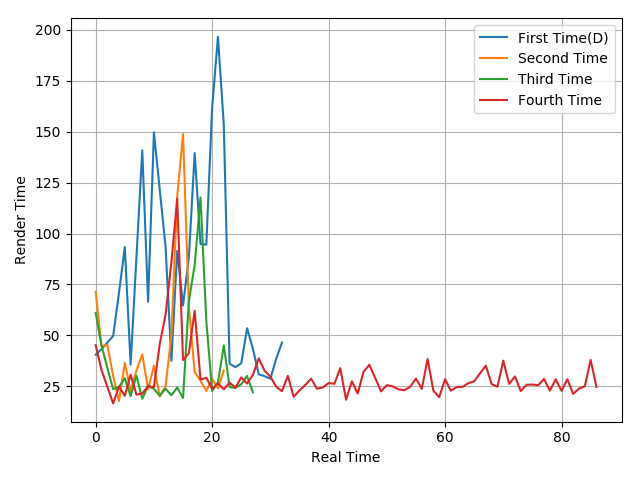 200
175
150
125
100
75
50
25
0
20
40
60
80
Render Time
Real Time
First Time(D)
Second Time
Third Time
Fourth Time